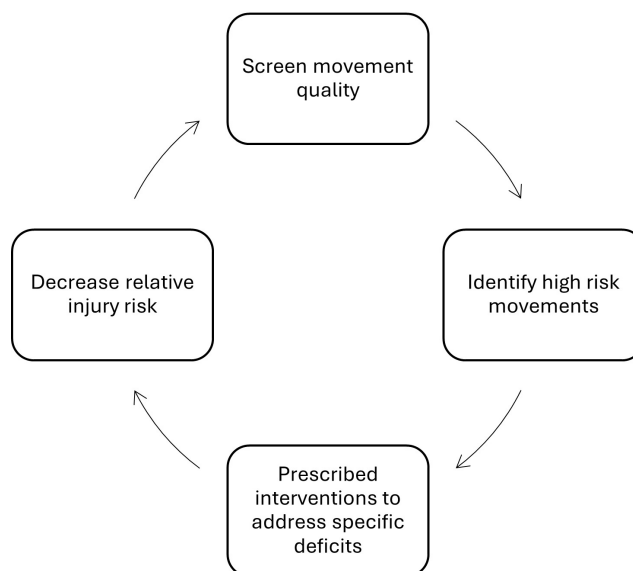 Screen movement
quality
Decrease relative
injury risk
Identify high risk
movements
Prescribed
interventions to
address specific
deficits